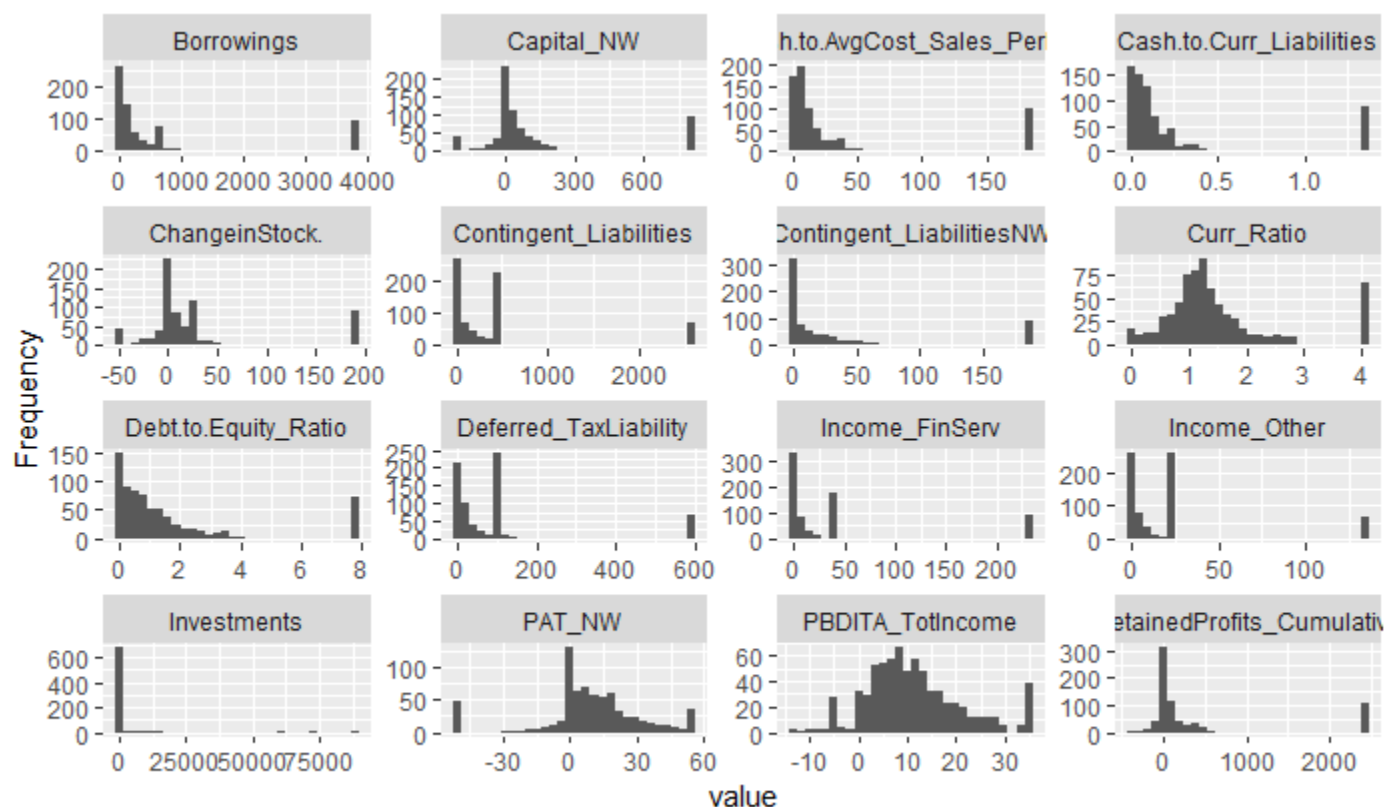 Borrowings Capital_NW h.to.AvgCost_Sales_Per Cash.to.Curr_Liabilities
200 100 0
200 150 100 50 0
200 150 100 50 0
150 100 50 0
0 1000 2000 3000 4000
0 300 600
0 50 100 150
0.0 0.5 1.0
ChangeinStock. Contingent_Liabilities Contingent_LiabilitiesNW Curr_Ratio
200 150 100 50 0
200 100 0
300 200 100 0
75 50 25 0
-50 0 50 100 150 200
0 1000 2000
0 50 100 150
0 1 2 3 4
Debt.to.Equity_Ratio Deferred_TaxLiability Income_FinServ Income_Other
150 100 50 0
250 200 150 100 50 0
300 200 100 0
200 100 0
0 2 4 6 8
0 200 400 600
0 50 100 150 200
0 50 100
Investments PAT_NW PBDITA_TotIncome etainedProfits_Cumulativ
600 400 200 0
100 50 0
60 40 20 0
300 200 100 0
0 25000 50000 75000
-30 0 30 60
-10 0 10 20 30
0 1000 2000
Frequency
value